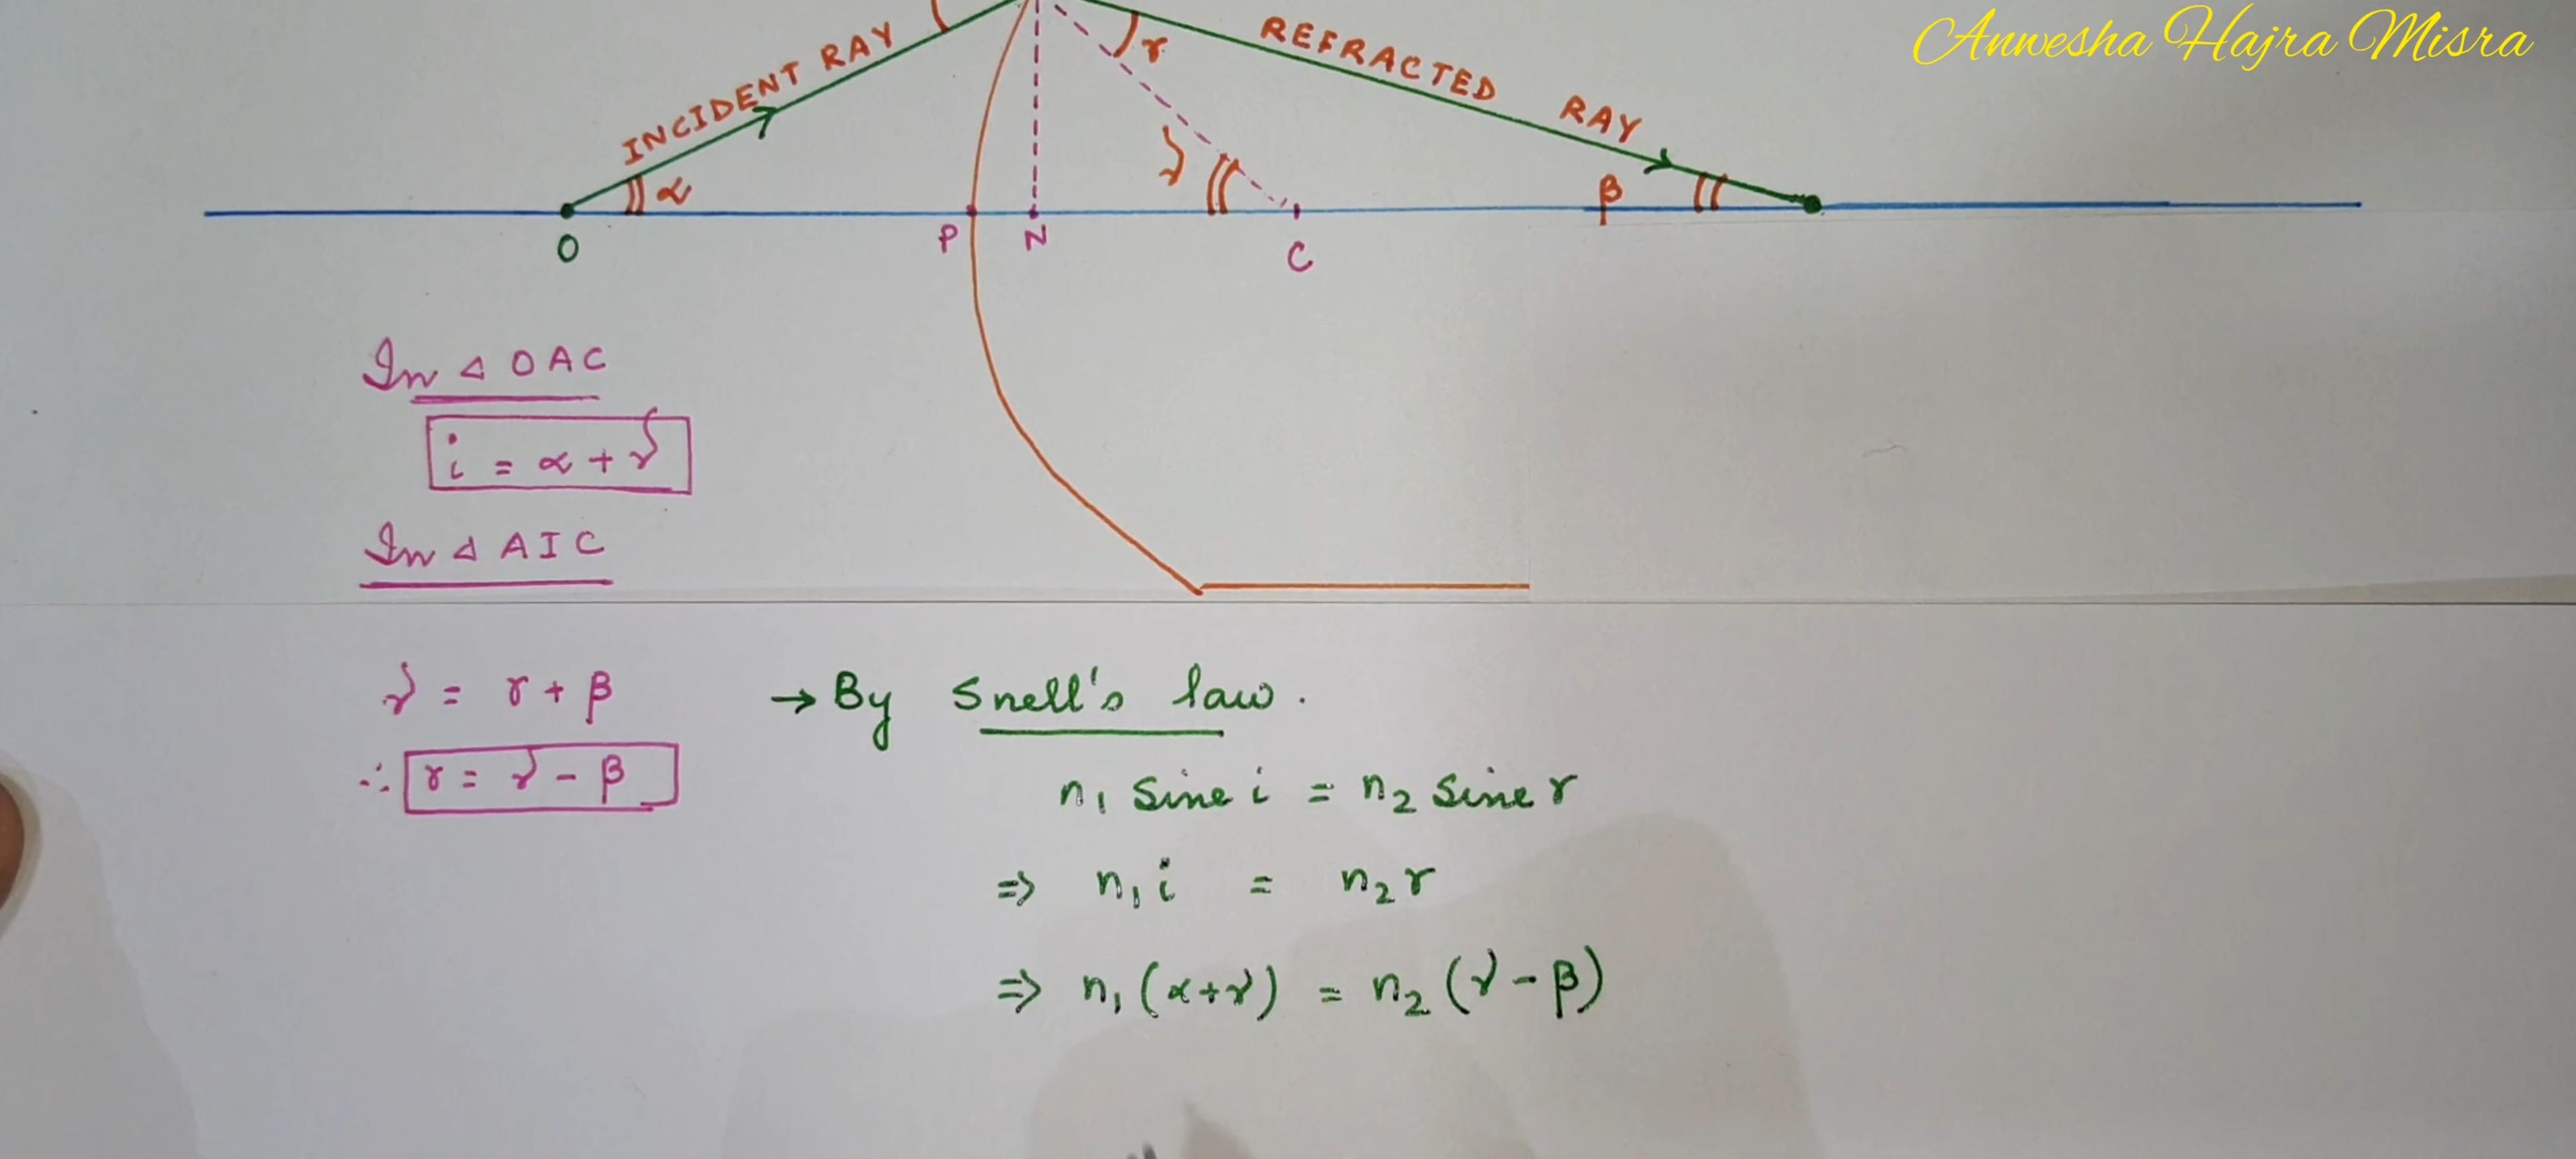 Anwesha Hajra Misra
INCIDENT RAY
r
REFRACTED RAY
α
γ
β
O
P
N
C
In Δ OAC
i = α + γ
In Δ AIC
γ = r + β
∴ r = γ - β
→ By Snell's law.
n₁ Sine i = n₂ Sine r
⇒ n₁ i = n₂ r
⇒ n₁ (α+γ) = n₂ (γ - β)